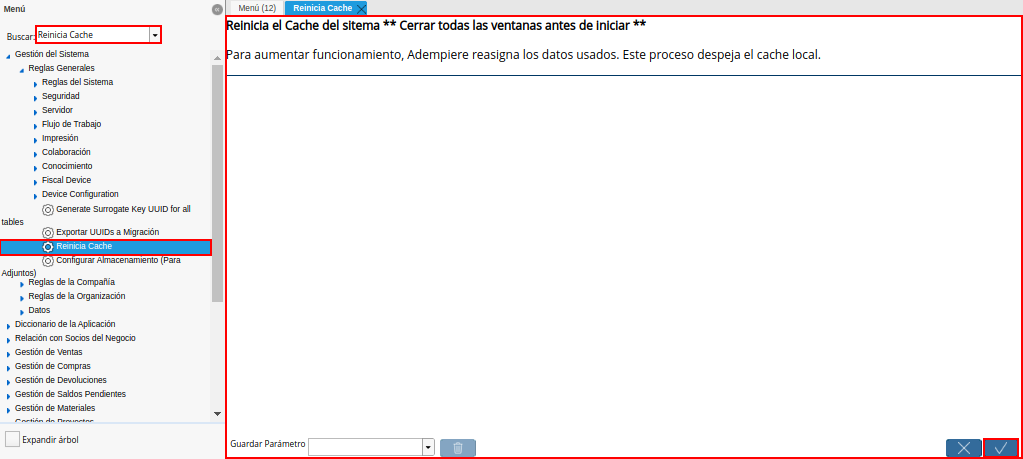 Menú
Buscar:
Reinicia Cache
Gestión del Sistema
Reglas Generales
Reglas del Sistema
Seguridad
Servidor
Flujo de Trabajo
Impresión
Colaboración
Conocimiento
Fiscal Device
Device Configuration
Generate Surrogate Key UUID for all
tables
Exportar UUIDs a Migración
Reinicia Cache
Configurar Almacenamiento (Para
Adjuntos)
Reglas de la Compañía
Reglas de la Organización
Datos
Diccionario de la Aplicación
Relación con Socios del Negocio
Gestión de Ventas
Gestión de Compras
Gestión de Devoluciones
Gestión de Saldos Pendientes
Gestión de Materiales
Gestión de Proyectos
Expandir árbol
Menú (12)
Reinicia Cache
Reinicia el Cache del sitema ** Cerrar todas las ventanas antes de iniciar **
Para aumentar funcionamiento, Adempiere reasigna los datos usados. Este proceso despeja el cache local.
Guardar Parámetro